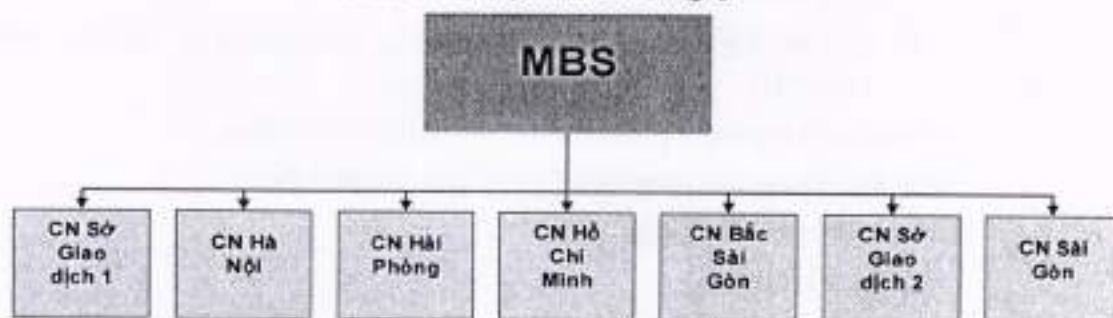 MBS
CN Sở
Giao
dịch 1
CN Hà
Nội
CN Hải
Phòng
CN Hồ
Chí
Minh
CN Bắc
Sài
Gòn
CN Sở
Giao
dịch 2
CN Sài
Gòn